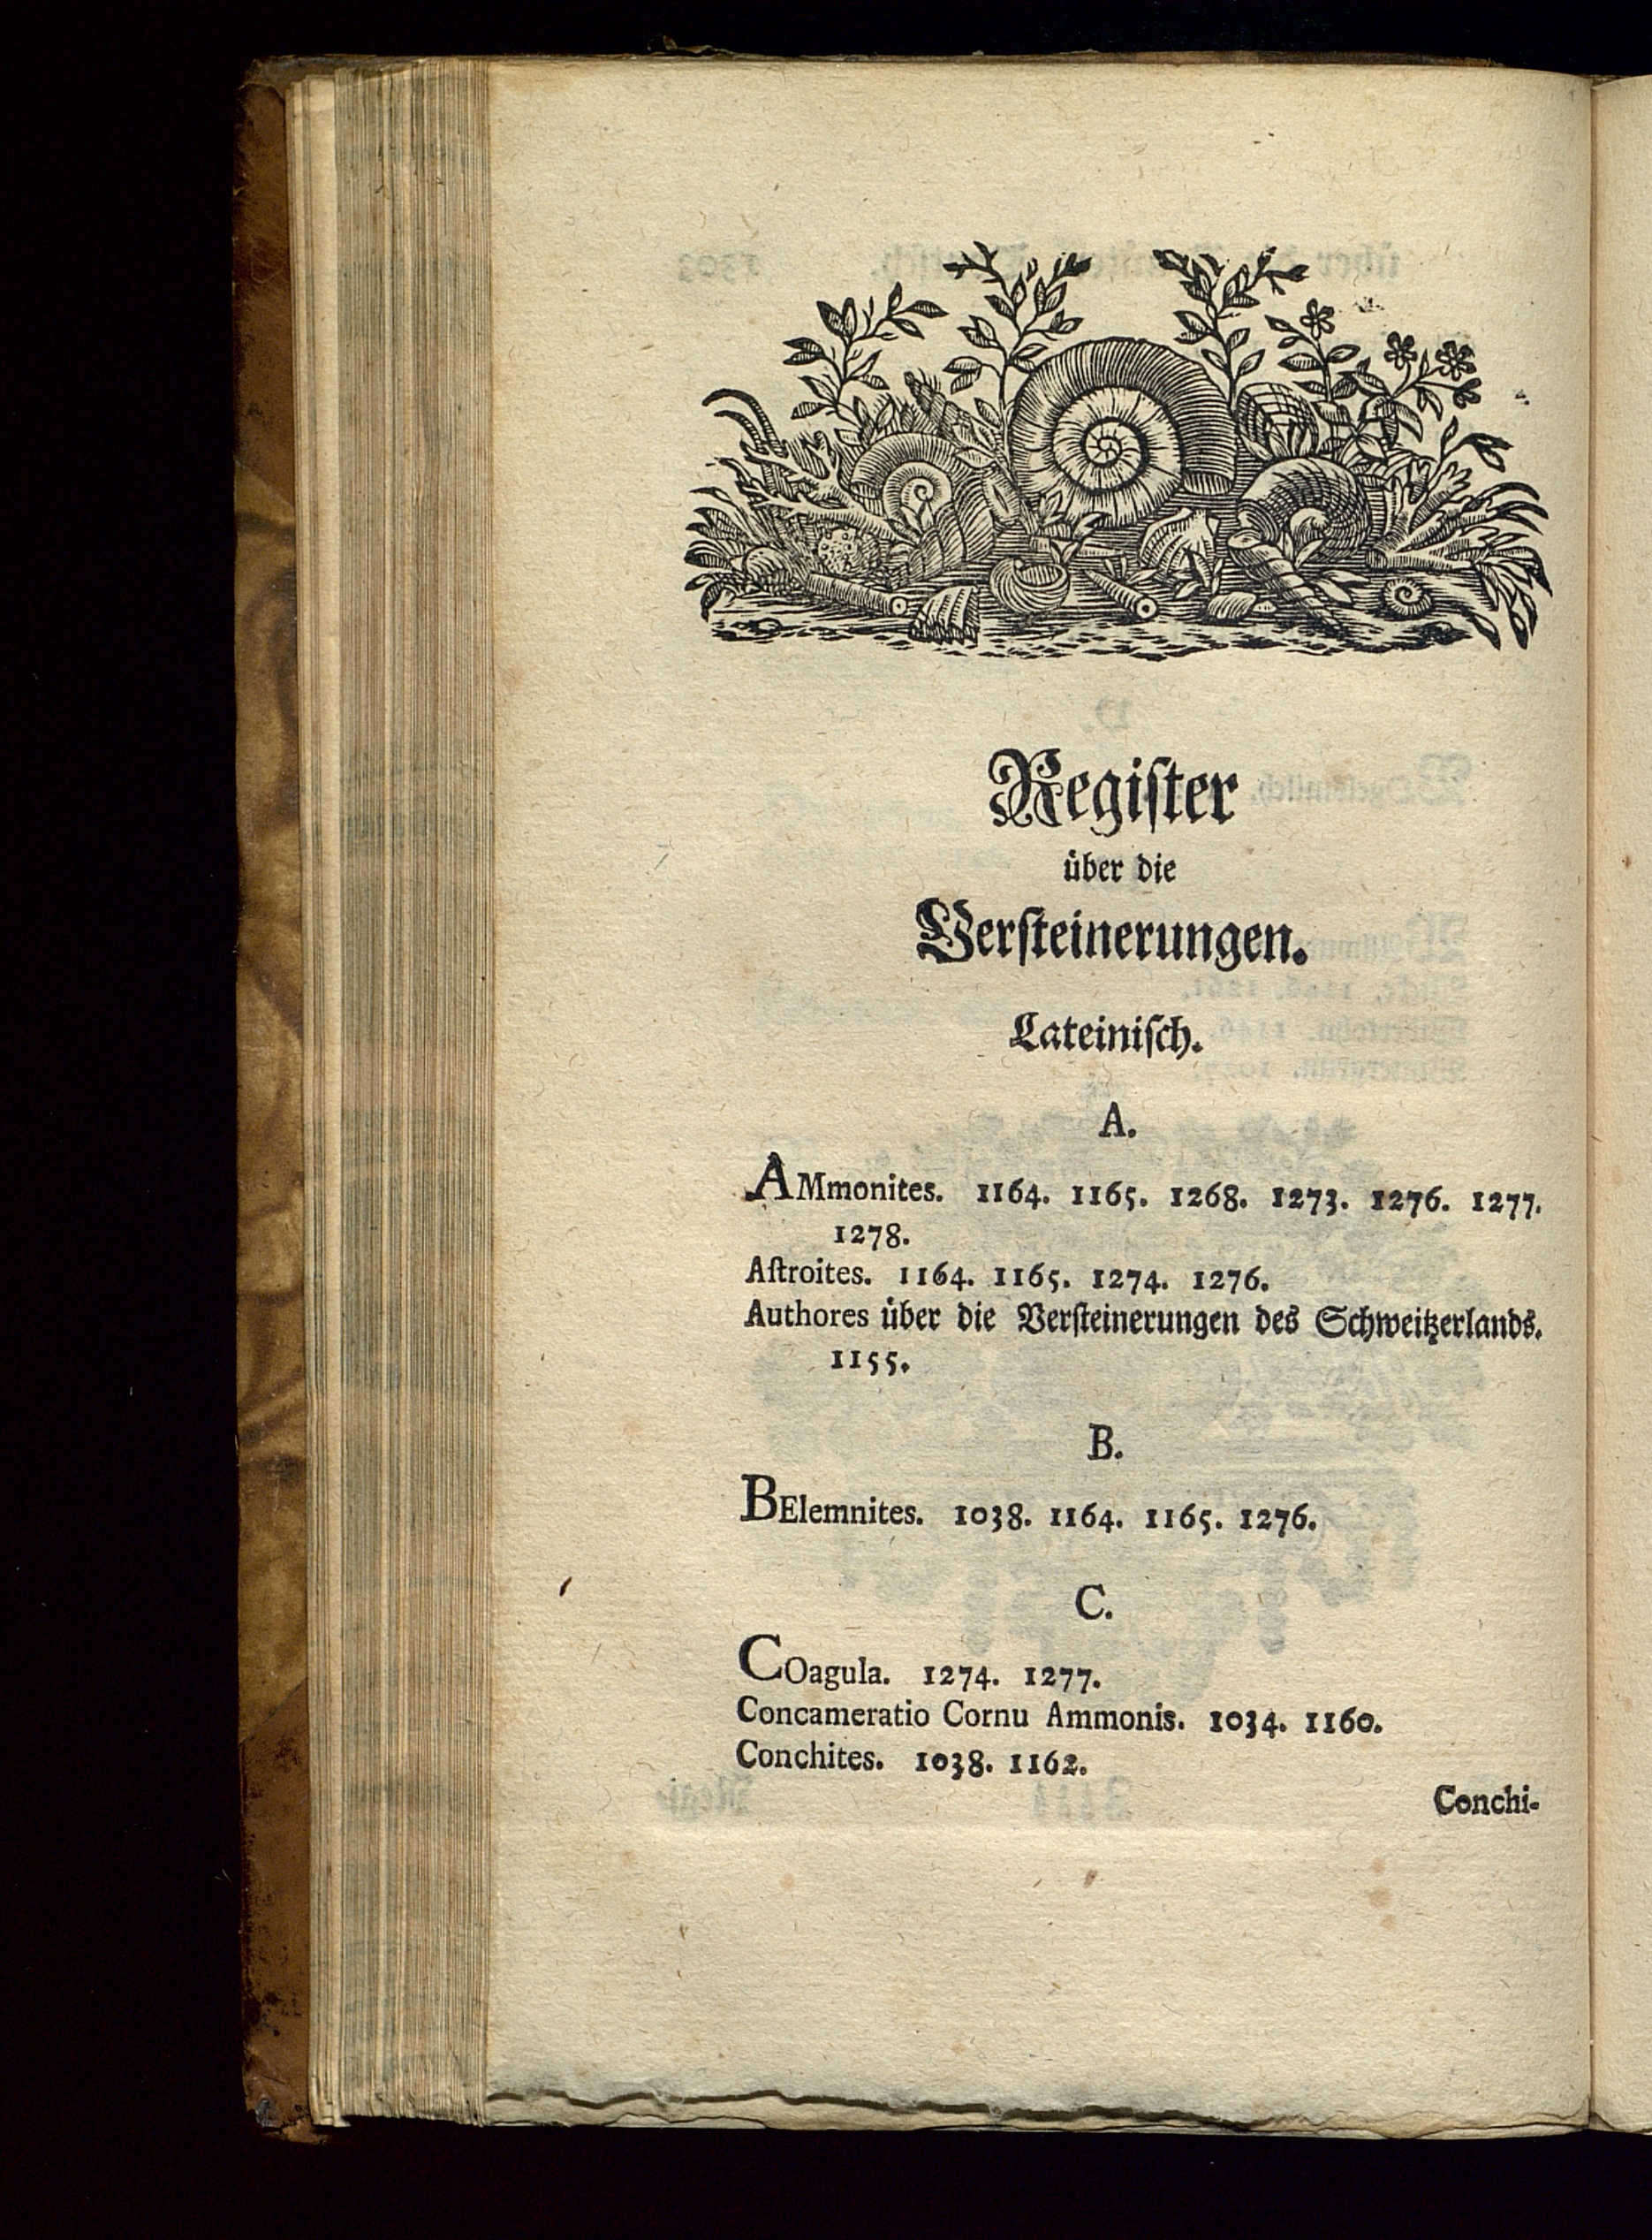 Regiſter
über die
Verſteinerungen.
Lateiniſch.
A.
AMmonites. 1164. 1165. 1268. 1273. 1276. 1277.
1278.
Aſtroites. 1164. 1165. 1274. 1276.
Authores über die Verſteinerungen des Schweitzerlands.
1155.
B.
BElemnites. 1038. 1164. 1165. 1276.
C.
COagula. 1274. 1277.
Concameratio Cornu Ammonis. 1034. 1160.
Conchites. 1038. 1162.
Conchi-